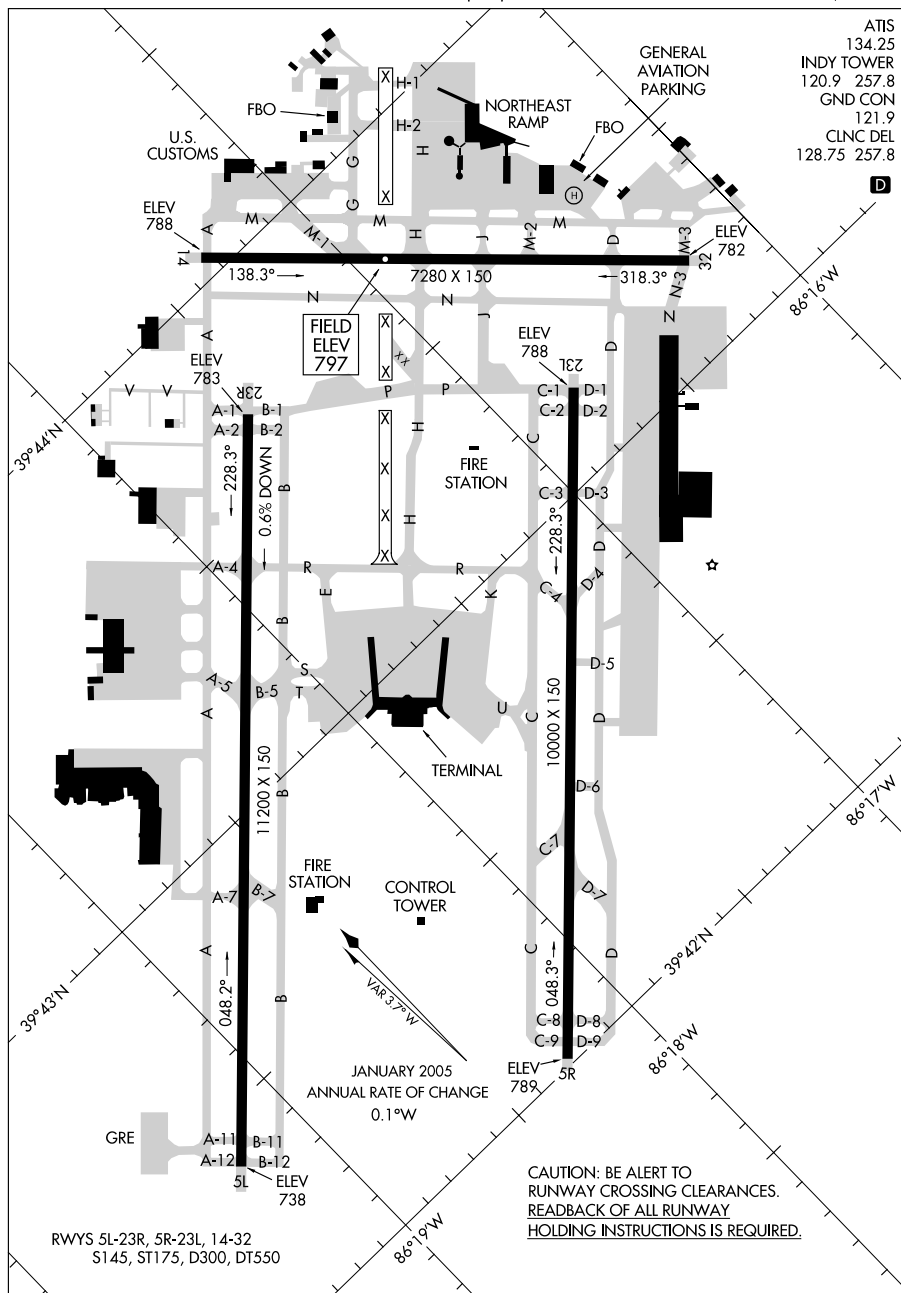 ATIS
134.25
INDY TOWER
120.9 257.8
GND CON
121.9
CLNC DEL
128.75 257.8
D
GENERAL
AVIATION
PARKING
NORTHEAST
RAMP
FBO
FBO
U.S.
CUSTOMS
X
H-1
H-2
H
G
G
X
H
ELEV
788
A
M
M-1
M
H
J
M-2
M
D
M-3
ELEV
782
14
32
138.3°
7280 X 150
318.3°
N-3
N
N
N
86°16'W
FIELD
ELEV
797
X
X
XX
J
A
D
ELEV
783
ELEV
788
23R
23L
V V
P
P
A-1
B-1
A-2
B-2
C-1
D-1
C-2
D-2
X
X
X
X
H
H
C
39°44'N
228.3°
0.6% DOWN
B
FIRE
STATION
C-3
D-3
228.3°
D
A-4
R
R
E
K
C-4
D-4
B
S
A-5
B-5
T
A
U
C
D-5
D
11200 X 150
10000 X 150
TERMINAL
B
D-6
86°17'W
C-7
D-7
A-7
B-7
FIRE
STATION
CONTROL
TOWER
A
B
C
D
39°42'N
39°43'N
048.2°
048.3°
VAR 3.7° W
C-8
D-8
C-9
D-9
86°18'W
ELEV
789
5R
JANUARY 2005
ANNUAL RATE OF CHANGE
0.1°W
GRE
A-11
B-11
A-12
B-12
5L
ELEV
738
86°19'W
CAUTION: BE ALERT TO
RUNWAY CROSSING CLEARANCES.
READBACK OF ALL RUNWAY
HOLDING INSTRUCTIONS IS REQUIRED.
RWYS 5L-23R, 5R-23L, 14-32
S145, ST175, D300, DT550